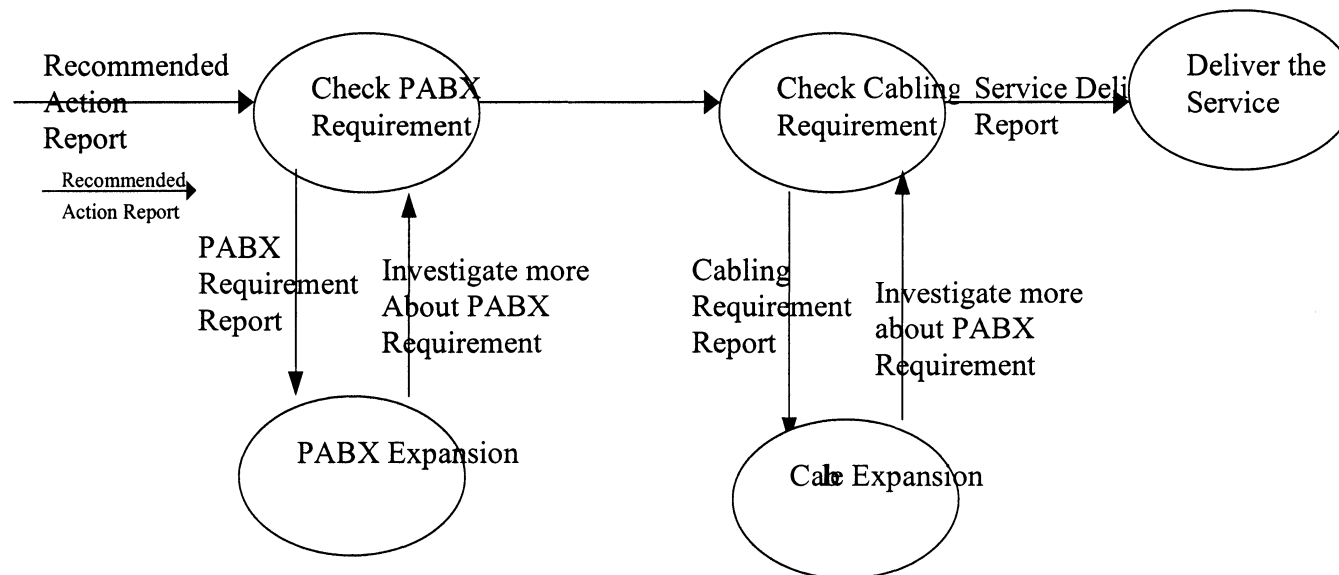 Recommended
Action
Report
Recommended
Action Report
Check PABX
Requirement
PABX
Requirement
Report
Investigate more
About PABX
Requirement
PABX Expansion
Check Cabling
Requirement
Service Deli
Report
Deliver the
Service
Cabling
Requirement
Report
Investigate more
about PABX
Requirement
Cable Expansion